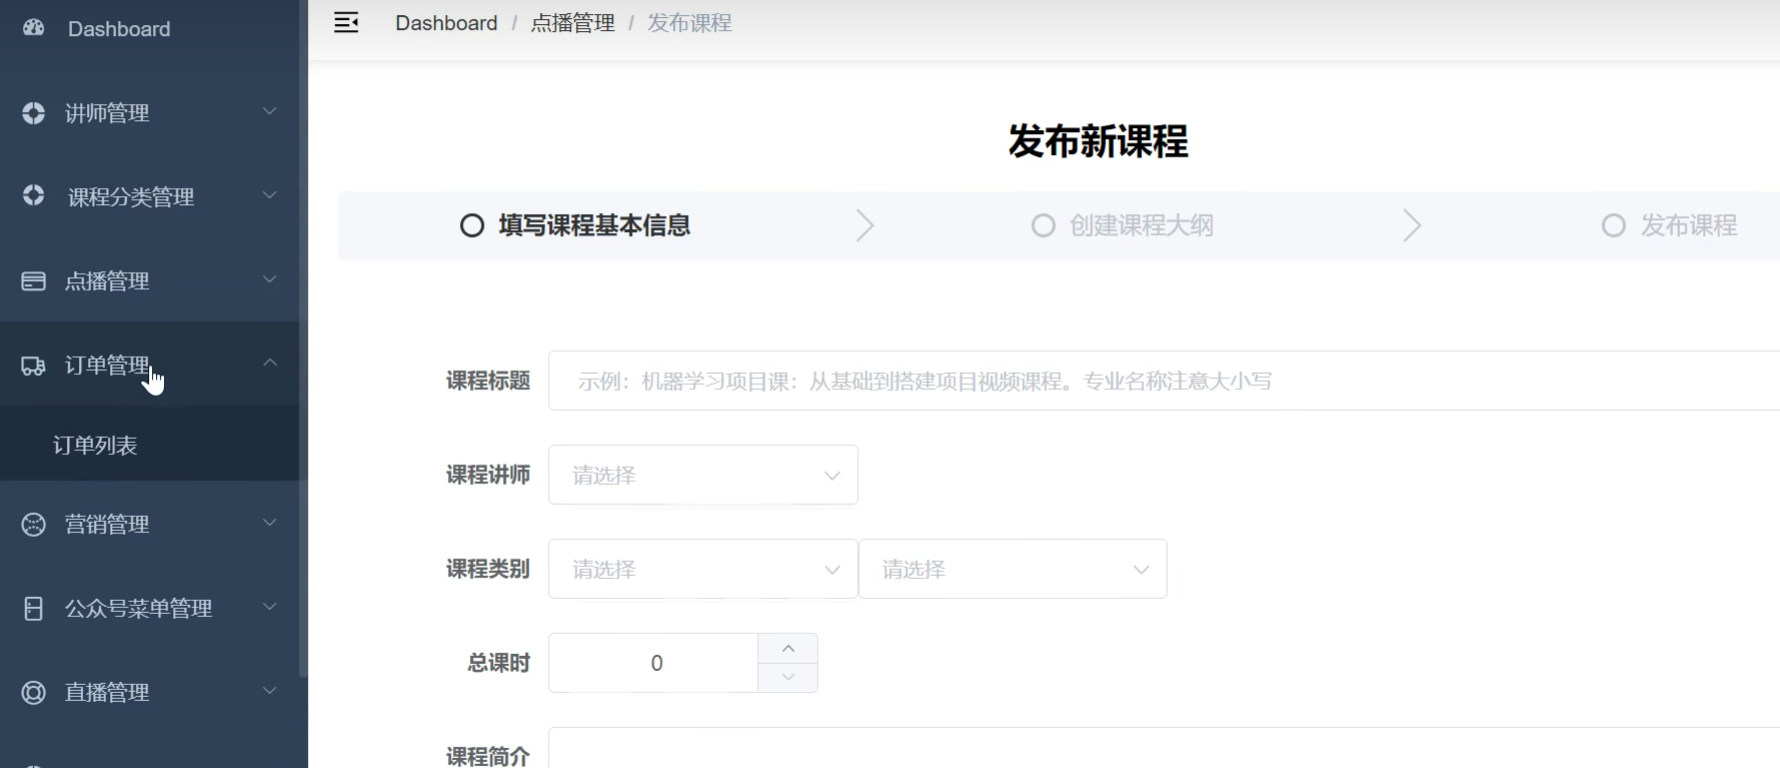 Dashboard
讲师管理
课程分类管理
点播管理
订单管理
订单列表
营销管理
公众号菜单管理
直播管理
Dashboard / 点播管理 / 发布课程
发布新课程
填写课程基本信息
创建课程大纲
发布课程
课程标题
示例：机器学习项目课：从基础到搭建项目视频课程。专业名称注意大小写
课程讲师
请选择
课程类别
请选择
请选择
总课时
0
课程简介